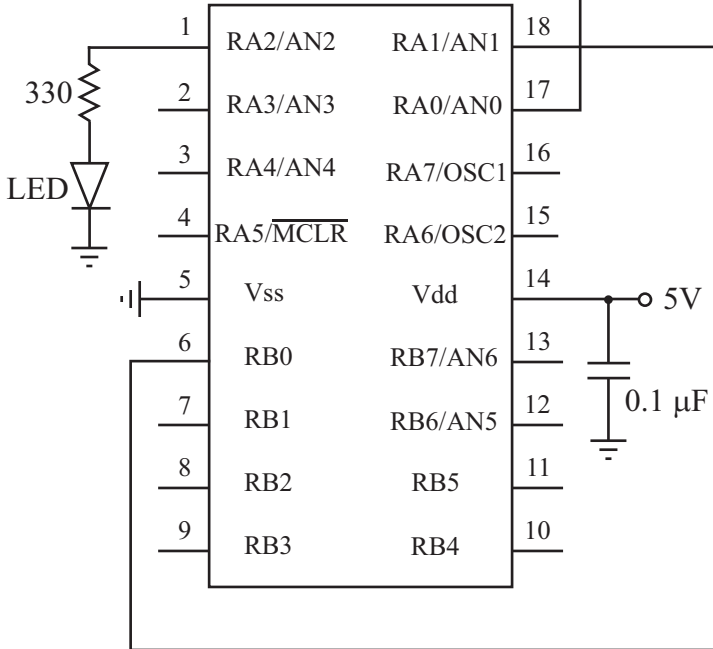 1 RA2/AN2 RA1/AN1 18
330
2 RA3/AN3 RA0/AN0 17
3 RA4/AN4 RA7/OSC1 16
LED
4 RA5/MCLR RA6/OSC2 15
5 Vss Vdd 14 5V
6 RB0 RB7/AN6 13
0.1 μF
7 RB1 RB6/AN5 12
8 RB2 RB5 11
9 RB3 RB4 10